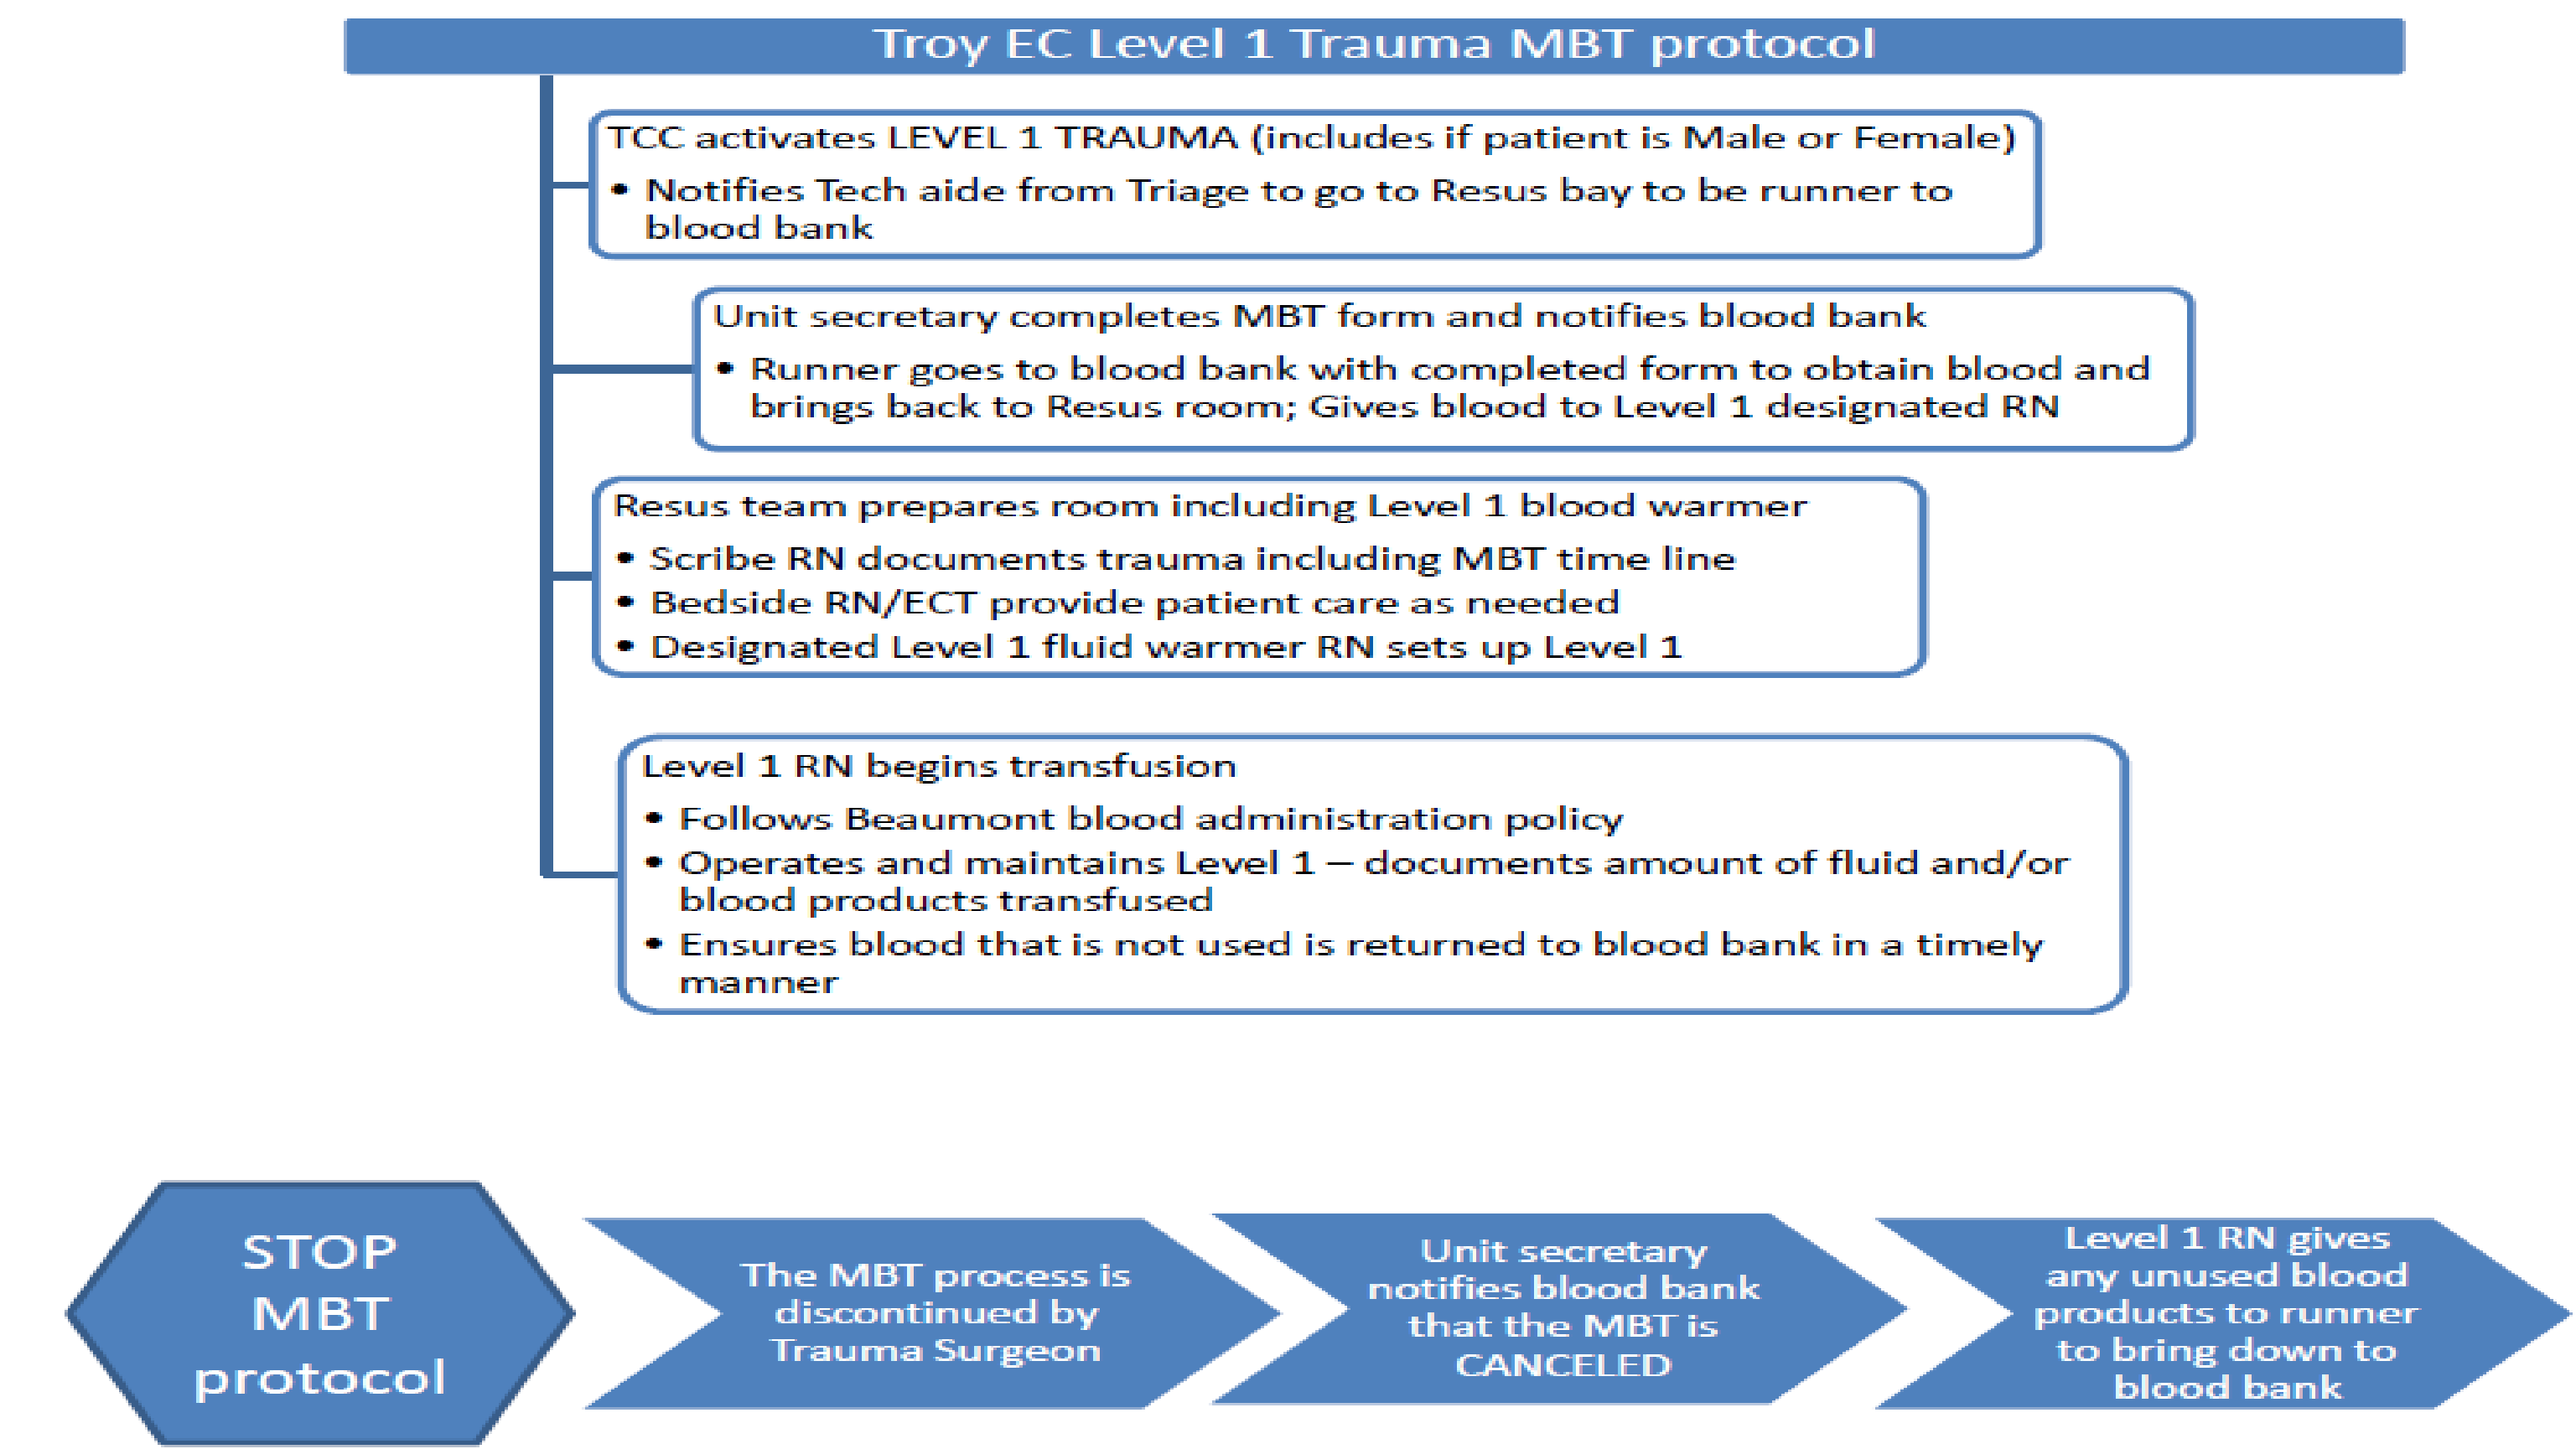 Troy EC Level 1 Trauma MBT protocol
TCC activates LEVEL 1 TRAUMA (includes if patient is Male or Female)
• Notifies Tech aide from Triage to go to Resus bay to be runner to
blood bank
Unit secretary completes MBT form and notifies blood bank
• Runner goes to blood bank with completed form to obtain blood and
brings back to Resus room; Gives blood to Level 1 designated RN
Resus team prepares room including Level 1 blood warmer
• Scribe RN documents trauma including MBT time line
• Bedside RN/ECT provide patient care as needed
• Designated Level 1 fluid warmer RN sets up Level 1
Level 1 RN begins transfusion
• Follows Beaumont blood administration policy
• Operates and maintains Level 1 – documents amount of fluid and/or
blood products transfused
• Ensures blood that is not used is returned to blood bank in a timely
manner
STOP
MBT
protocol
The MBT process is
discontinued by
Trauma Surgeon
Unit secretary
notifies blood bank
that the MBT is
CANCELED
Level 1 RN gives
any unused blood
products to runner
to bring down to
blood bank